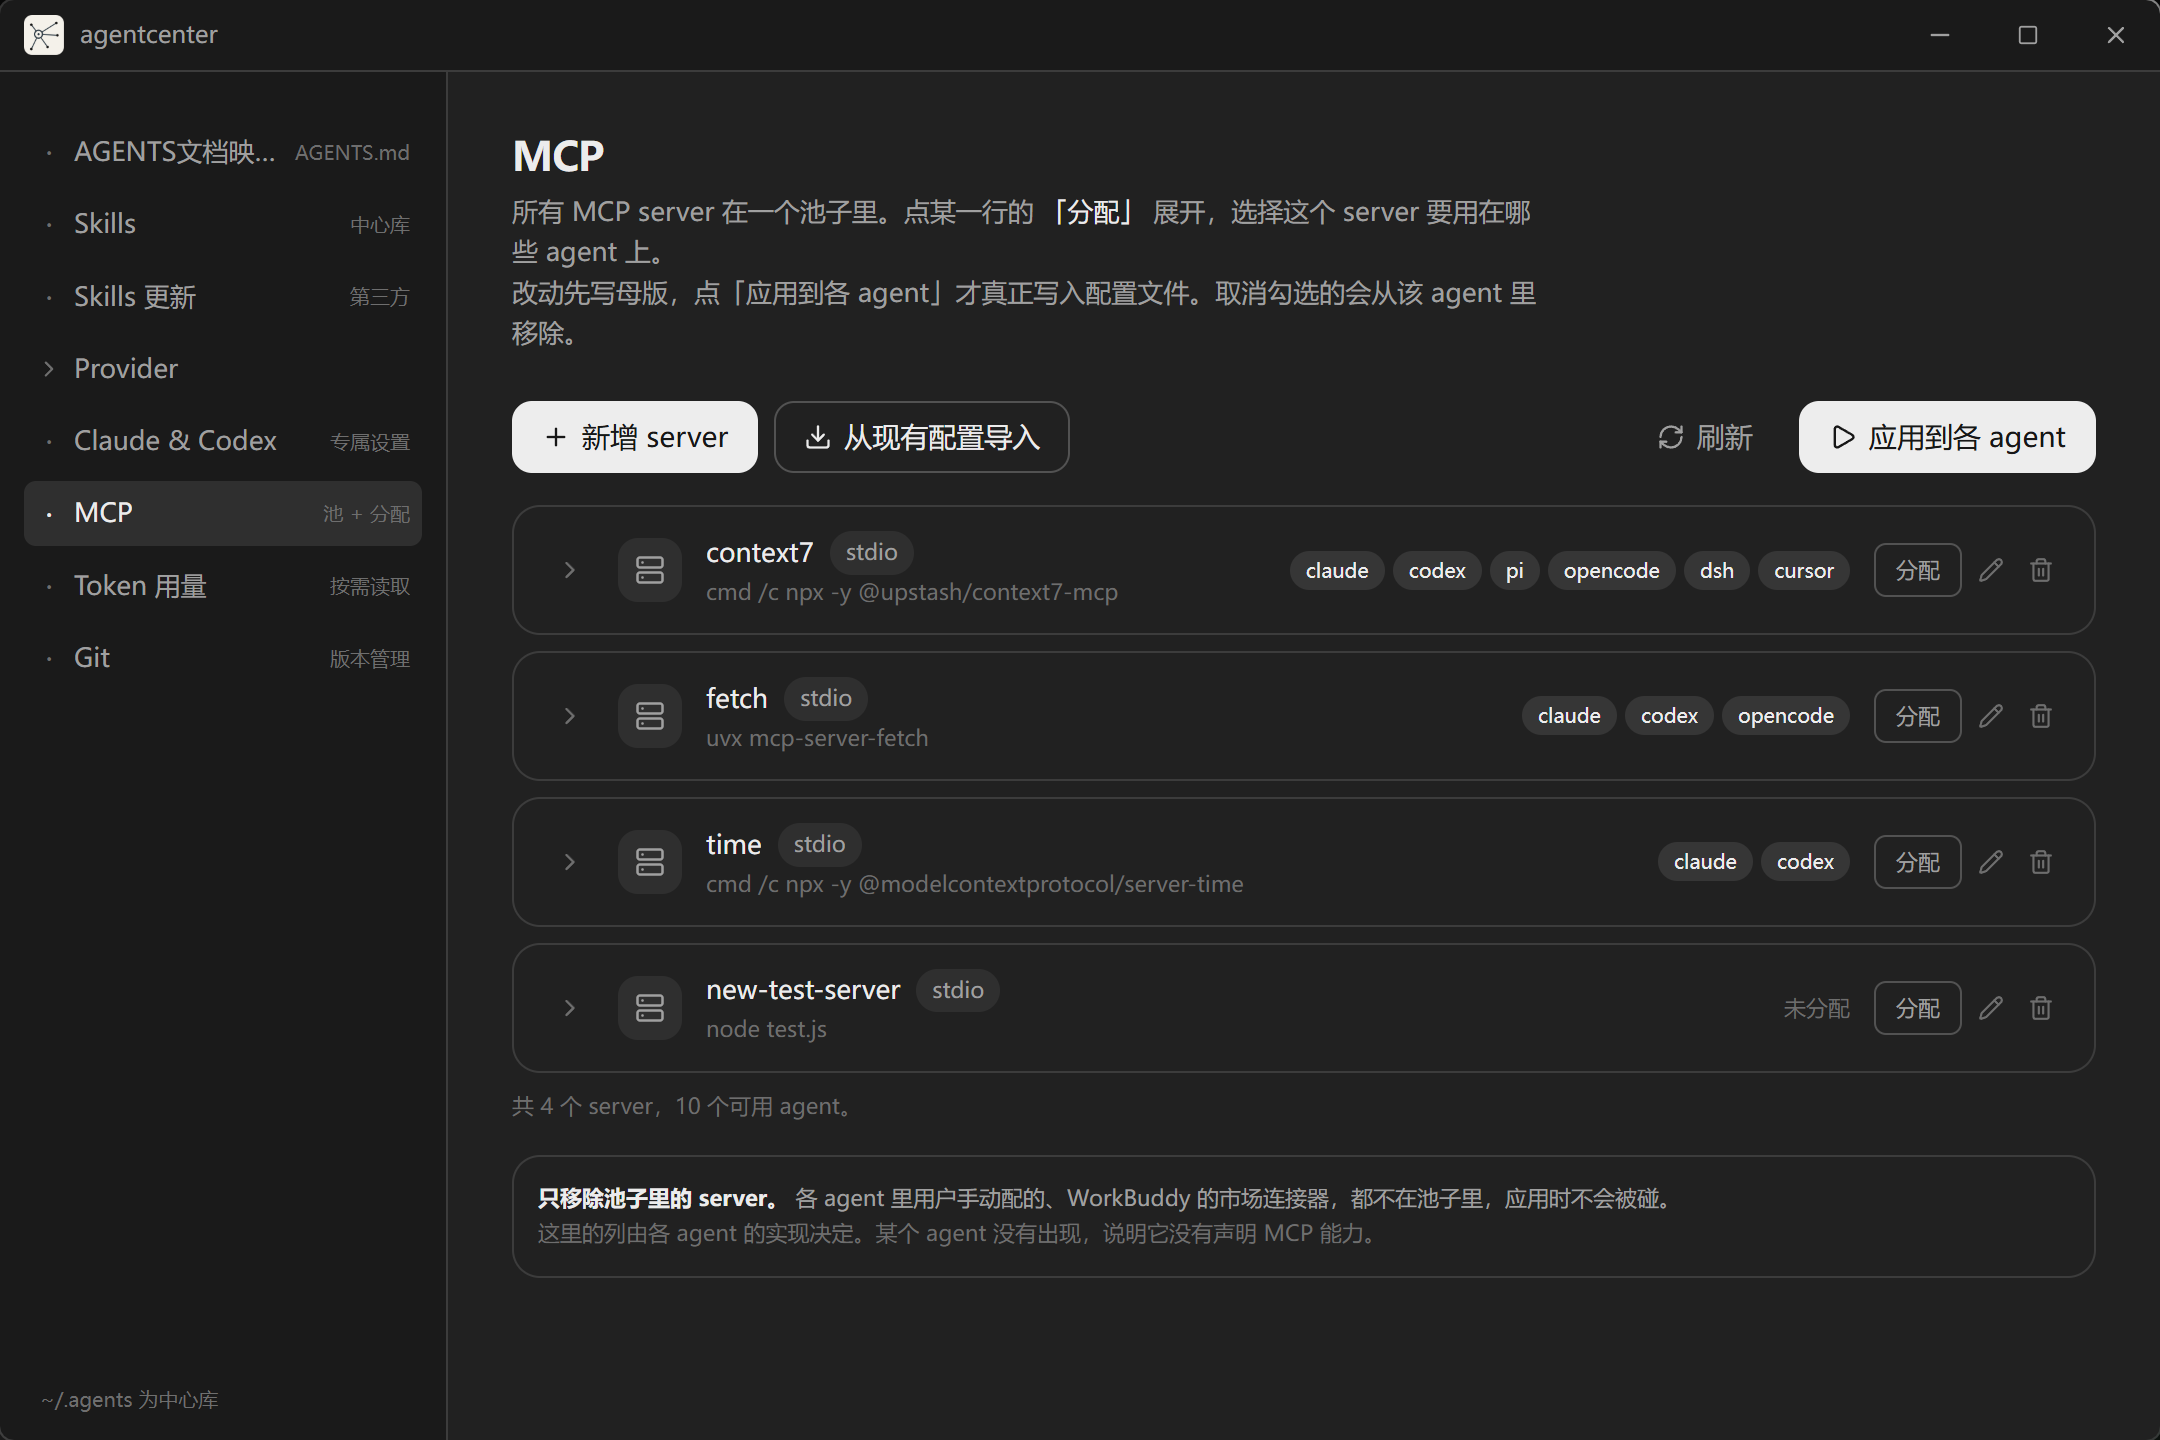 agentcenter
AGENTS文档映... AGENTS.md
Skills 中心库
Skills 更新 第三方
Provider
Claude & Codex 专属设置
MCP 池 + 分配
Token 用量 按需读取
Git 版本管理
~/.agents 为中心库
MCP
所有 MCP server 在一个池子里。点某一行的 「分配」 展开，选择这个 server 要用在哪
些 agent 上。
改动先写母版，点「应用到各 agent」才真正写入配置文件。取消勾选的会从该 agent 里
移除。
新增 server 从现有配置导入 刷新 应用到各 agent
context7 stdio
cmd /c npx -y @upstash/context7-mcp
claude codex pi opencode dsh cursor 分配
fetch stdio
uvx mcp-server-fetch
claude codex opencode 分配
time stdio
cmd /c npx -y @modelcontextprotocol/server-time
claude codex 分配
new-test-server stdio
node test.js
未分配 分配
共 4 个 server，10 个可用 agent。
只移除池子里的 server。 各 agent 里用户手动配的、WorkBuddy 的市场连接器，都不在池子里，应用时不会被碰。
这里的列由各 agent 的实现决定。某个 agent 没有出现，说明它没有声明 MCP 能力。